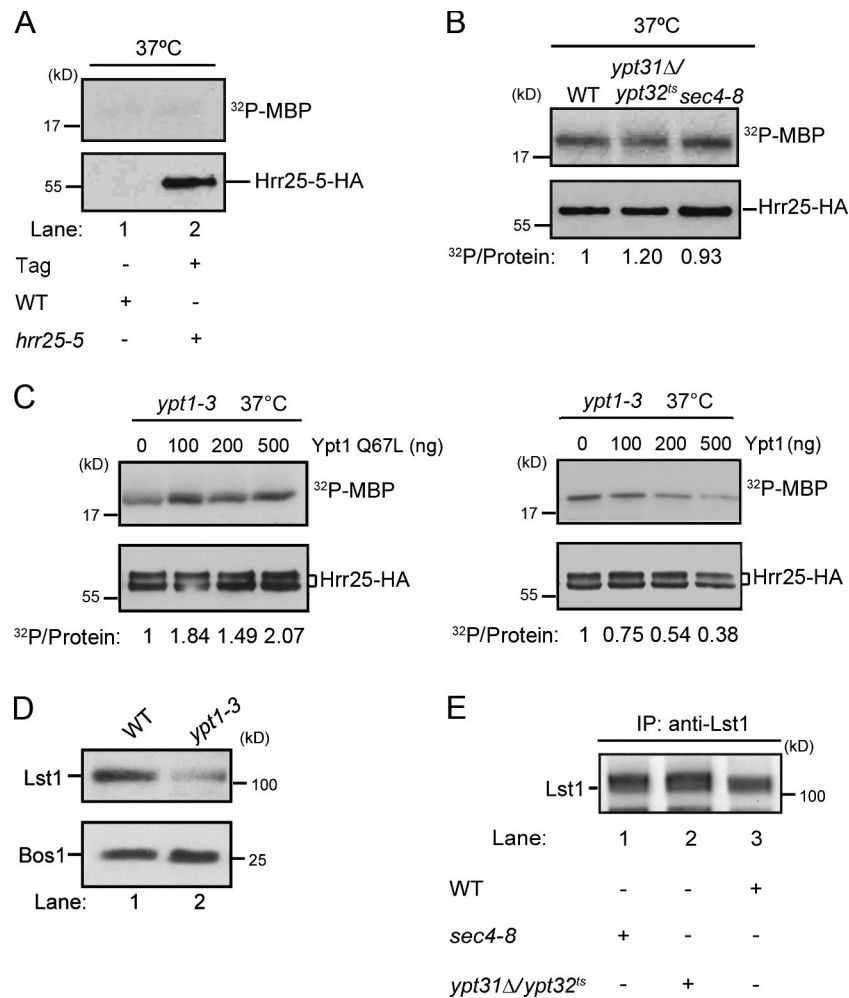 A
37ºC
(kD)
32P-MBP
17
55
Hrr25-5-HA
Lane: 1 2
Tag - +
WT + -
hrr25-5 - +
B
37ºC
ypt31Δ/
(kD) WT ypt32ts sec4-8
32P-MBP
17
Hrr25-HA
55
32P/Protein: 1 1.20 0.93
C
ypt1-3 37°C
0 100 200 500 Ypt1 Q67L (ng)
(kD)
32P-MBP
17
Hrr25-HA
55
32P/Protein: 1 1.84 1.49 2.07
ypt1-3 37°C
0 100 200 500 Ypt1 (ng)
(kD)
32P-MBP
17
Hrr25-HA
55
32P/Protein: 1 0.75 0.54 0.38
D
WT ypt1-3
(kD)
Lst1
100
Bos1
25
Lane: 1 2
E
IP: anti-Lst1
(kD)
Lst1
100
Lane: 1 2 3
WT - - +
sec4-8 + - -
ypt31Δ/ypt32ts - + -